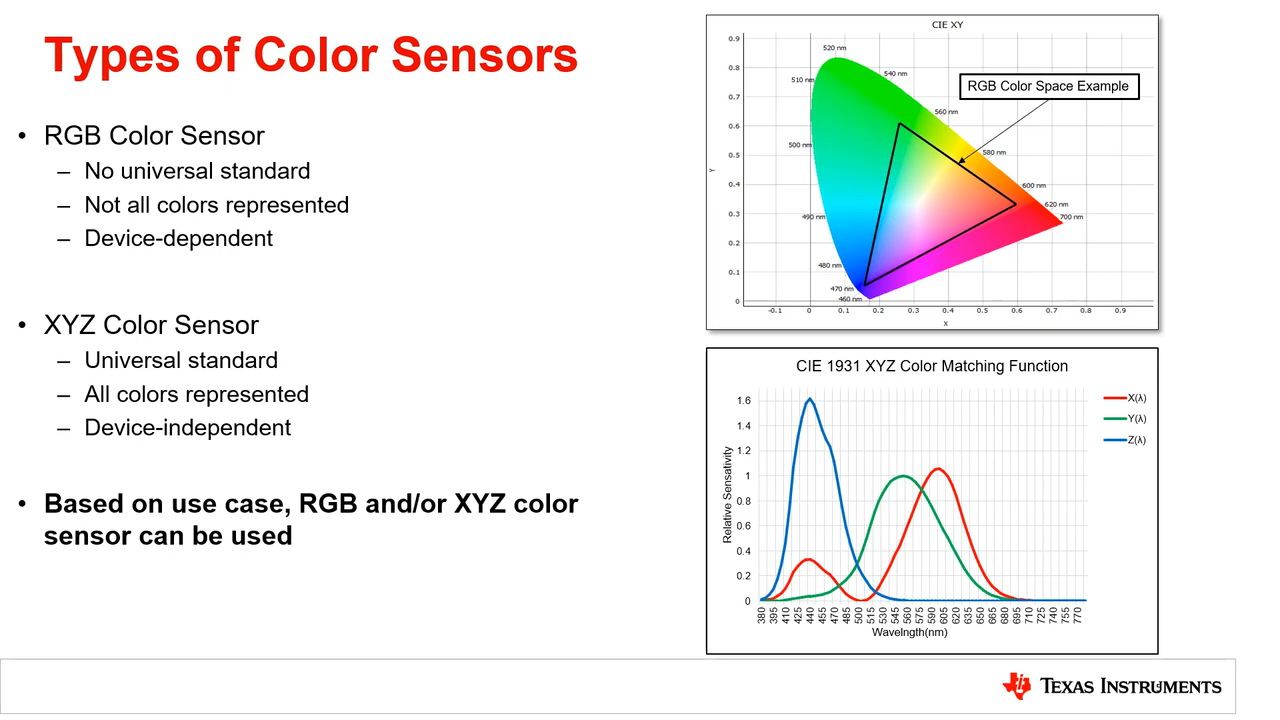 Types of Color Sensors
• RGB Color Sensor
– No universal standard
– Not all colors represented
– Device-dependent
• XYZ Color Sensor
– Universal standard
– All colors represented
– Device-independent
• Based on use case, RGB and/or XYZ color
sensor can be used
CIE XY
RGB Color Space Example
0.9
0.8
0.7
0.6
0.5
0.4
0.3
0.2
0.1
0
Y
520 nm
510 nm
540 nm
560 nm
500 nm
580 nm
600 nm
620 nm
490 nm
700 nm
480 nm
470 nm
460 nm
-0.1 0 0.1 0.2 0.3 0.4 0.5 0.6 0.7 0.8 0.9
X
CIE 1931 XYZ Color Matching Function
X(λ)
Y(λ)
Z(λ)
Relative Sensativity
1.6
1.4
1.2
1
0.8
0.6
0.4
0.2
0
380 395 410 425 440 455 470 485 500 515 530 545 560 575 590 605 620 635 650 665 680 695 710 725 740 755 770
Wavelngth(nm)
TEXAS INSTRUMENTS